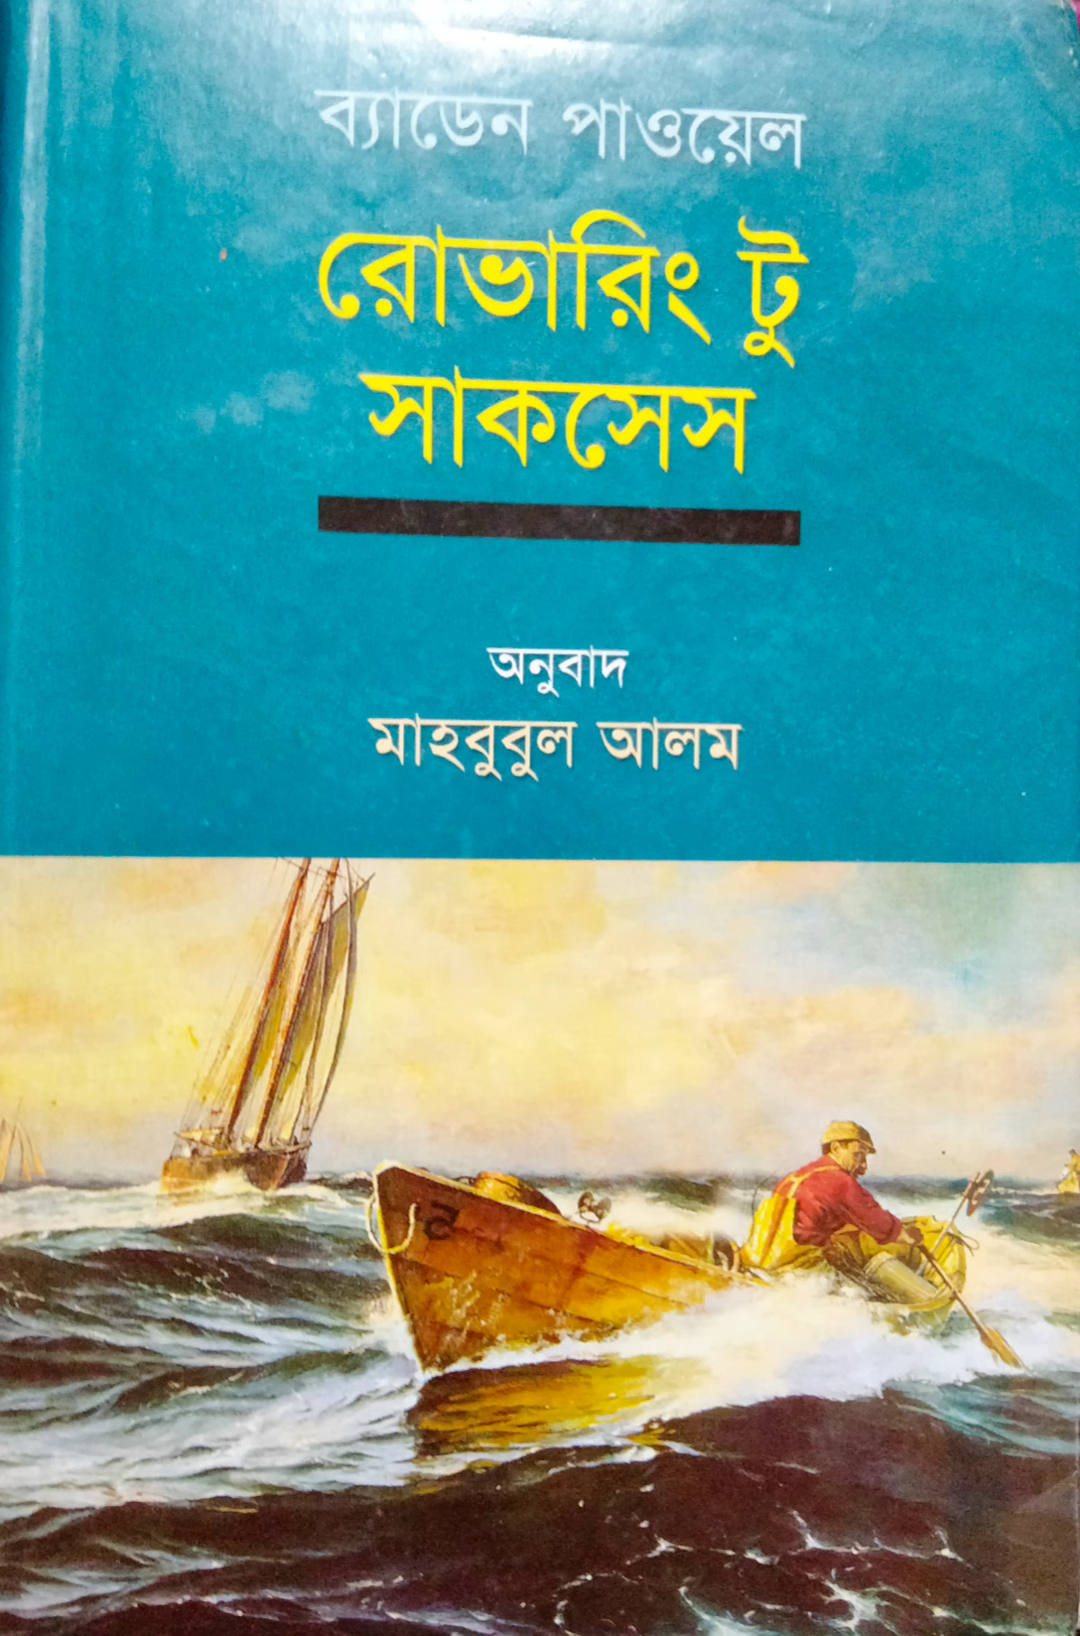 ব্যাডেন পাওয়েল
রোভারিং টু
সাকসেস
অনুবাদ
মাহবুবুল আলম